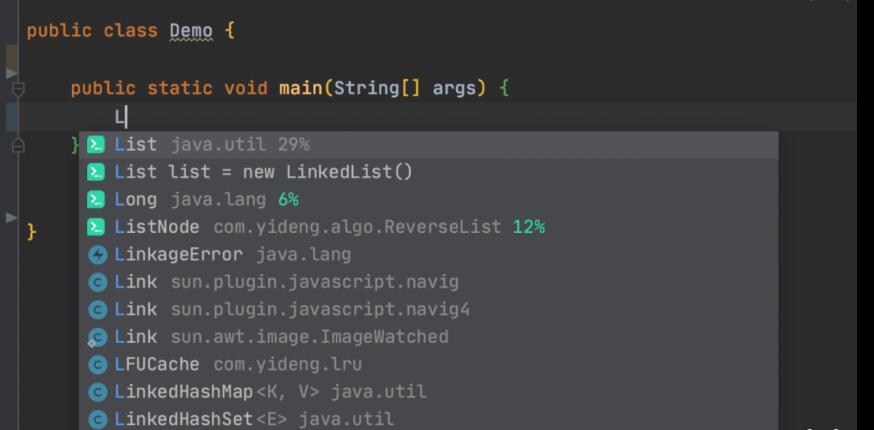 public class Demo {
public static void main(String[] args) {
L
}
List java.util 29%
List list = new LinkedList()
Long java.lang 6%
ListNode com.yideng.algo.ReverseList 12%
LinkageError java.lang
Link sun.plugin.javascript.navig
Link sun.plugin.javascript.navig4
Link sun.awt.image.ImageWatched
LFUCache com.yideng.lru
LinkedHashMap<K, V> java.util
LinkedHashSet<E> java.util
}